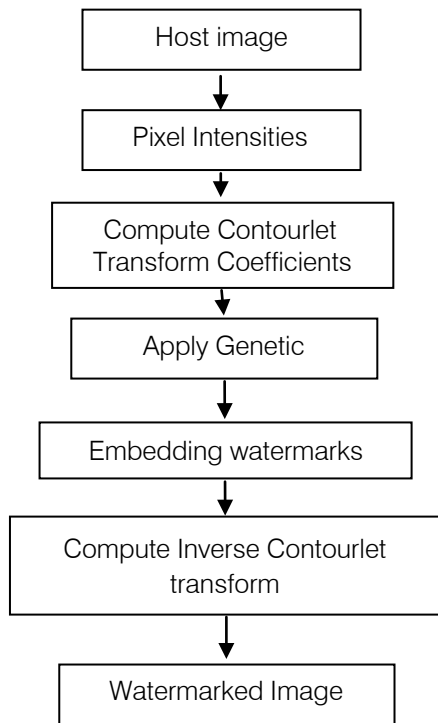 Host image
Pixel Intensities
Compute Contourlet
Transform Coefficients
Apply Genetic
Embedding watermarks
Compute Inverse Contourlet
transform
Watermarked Image